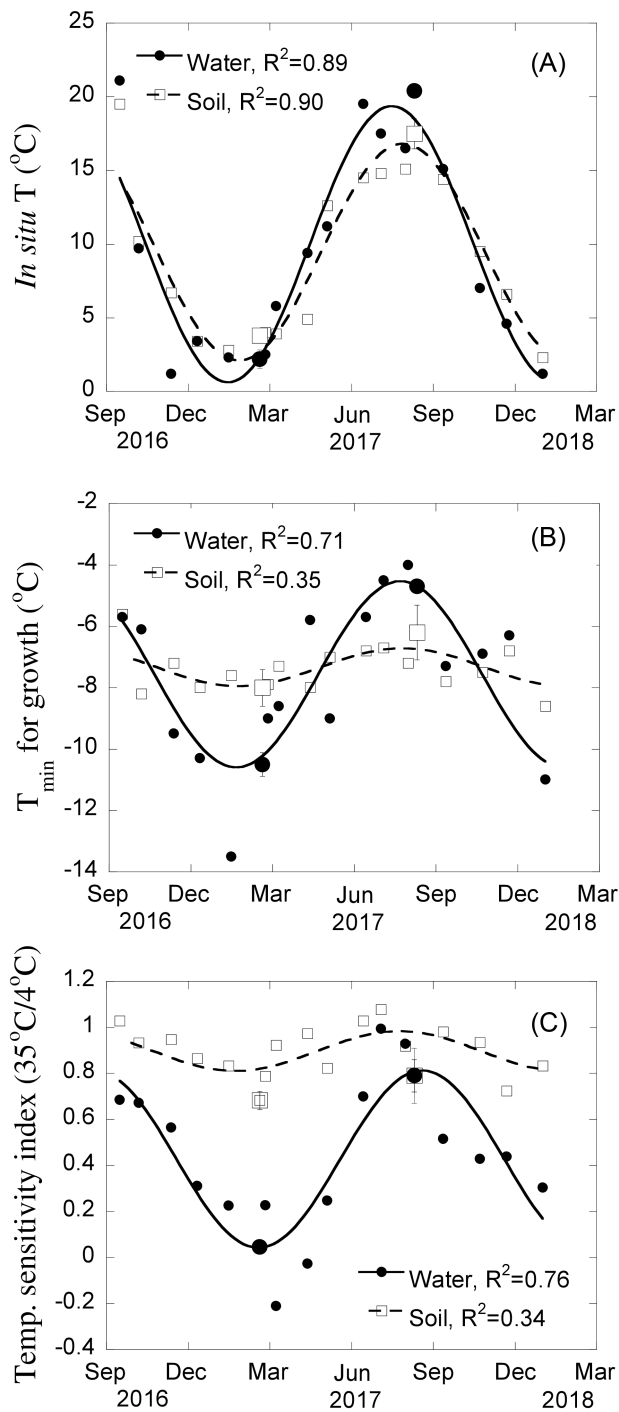 25
20
15
10
5
0
In situ T (°C)
Water, R²=0.89
Soil, R²=0.90
(A)
Sep Dec Mar Jun Sep Dec Mar
2016 2017 2018
-2
-4
-6
-8
-10
-12
-14
Tmin for growth (°C)
Water, R²=0.71
Soil, R²=0.35
(B)
Sep Dec Mar Jun Sep Dec Mar
2016 2017 2018
1.2
1
0.8
0.6
0.4
0.2
0
-0.2
-0.4
Temp. sensitivity index (35°C/4°C)
(C)
Water, R²=0.76
Soil, R²=0.34
Sep Dec Mar Jun Sep Dec Mar
2016 2017 2018